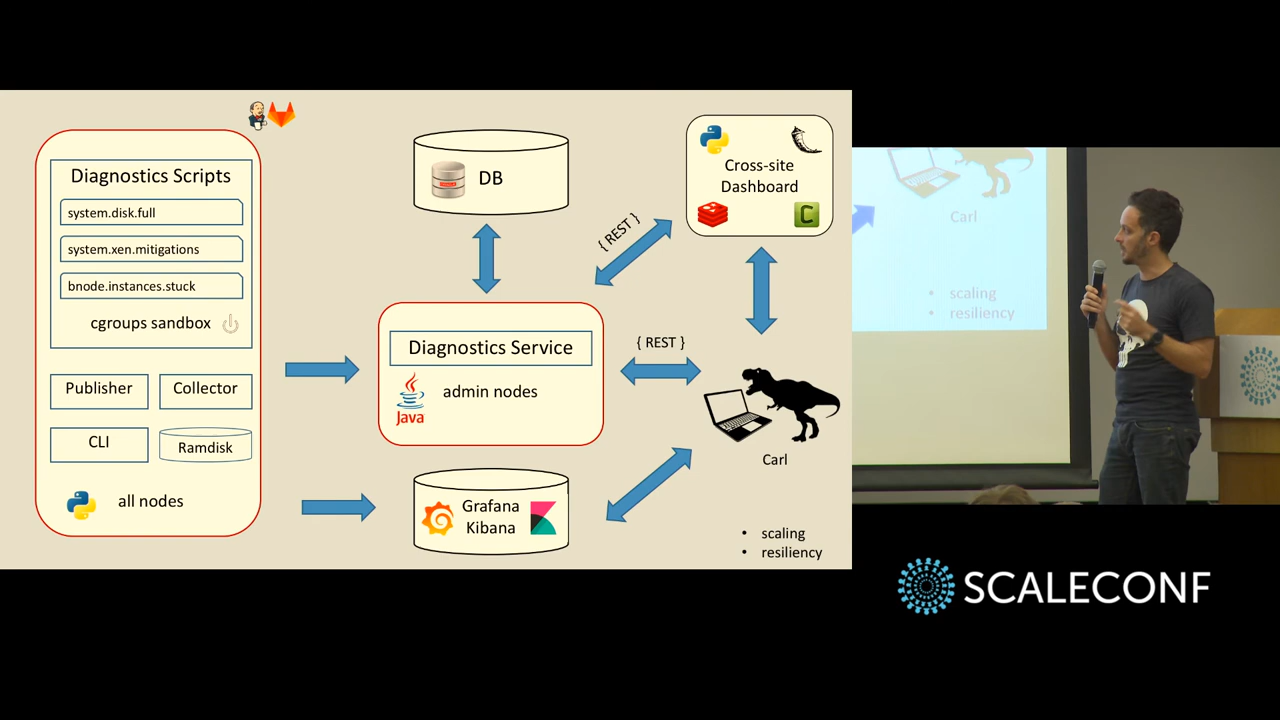 Diagnostics Scripts
system.disk.full
system.xen.mitigations
bnode.instances.stuck
cgroups sandbox
Publisher
Collector
CLI
Ramdisk
all nodes
DB
Diagnostics Service
admin nodes
Java
Grafana
Kibana
{ REST }
{ REST }
Cross-site
Dashboard
C
Carl
• scaling
• resiliency
Carl
• scaling
• resiliency
SCALECONF